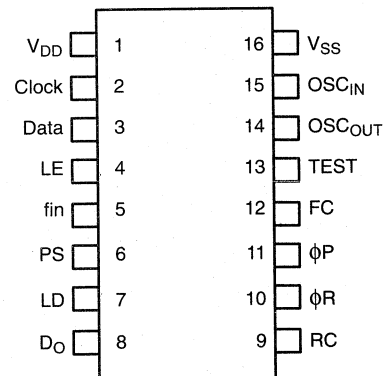 VDD 1 16 VSS
Clock 2 15 OSCIN
Data 3 14 OSCOUT
LE 4 13 TEST
fin 5 12 FC
PS 6 11 ϕP
LD 7 10 ϕR
DO 8 9 RC